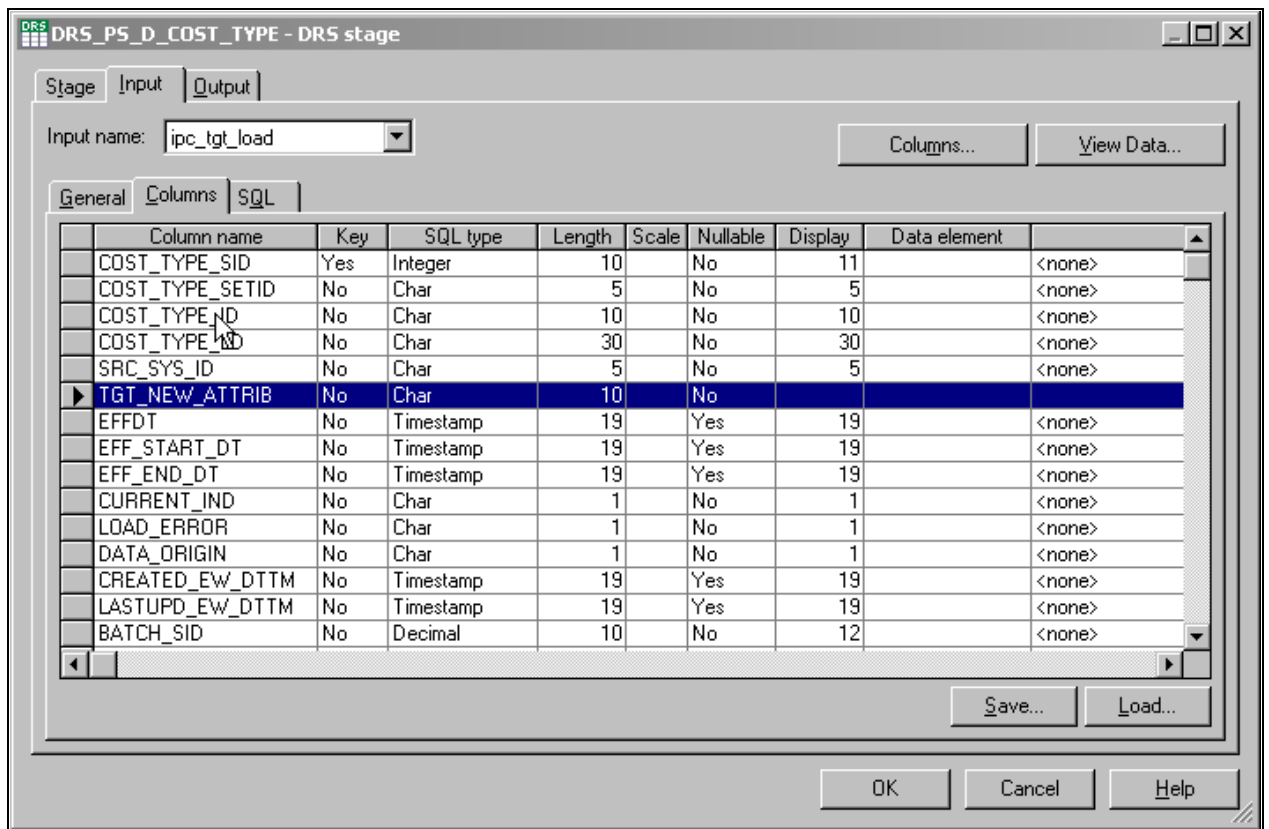 DRS DRS_PS_D_COST_TYPE - DRS stage
Stage Input Output
Input name: ipc_tgt_load Columns... View Data...
General Columns SQL
Column name Key SQL type Length Scale Nullable Display Data element
COST_TYPE_SID Yes Integer 10 No 11 <none>
COST_TYPE_SETID No Char 5 No 5 <none>
COST_TYPE_ID No Char 10 No 10 <none>
No Char 30 No 30 <none>
SRC_SYS_ID No Char 5 No 5 <none>
TGT_NEW_ATTRIB No Char 10 No
EFFDT No Timestamp 19 Yes 19 <none>
EFF_START_DT No Timestamp 19 Yes 19 <none>
EFF_END_DT No Timestamp 19 Yes 19 <none>
CURRENT_IND No Char 1 No 1 <none>
LOAD_ERROR No Char 1 No 1 <none>
DATA_ORIGIN No Char 1 No 1 <none>
CREATED_EW_DTTM No Timestamp 19 Yes 19 <none>
LASTUPD_EW_DTTM No Timestamp 19 Yes 19 <none>
BATCH_SID No Decimal 10 No 12 <none>
Save... Load...
OK Cancel Help